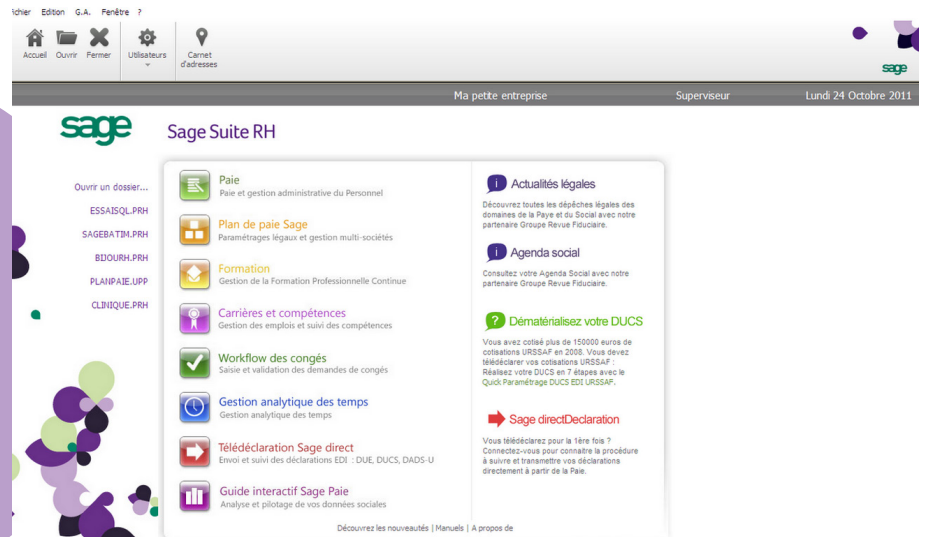 ichier Edition G.A. Fenêtre ?
Accueil Ouvrir Fermer Utilisateurs Carnet
d'adresses
sage
Ma petite entreprise Superviseur Lundi 24 Octobre 2011
sage
Sage Suite RH
Ouvrir un dossier...
ESSAISQL.PRH
SAGEBATIM.PRH
BIJOURH.PRH
PLANPAIE.UPP
CLINIQUE.PRH
Paie
Paie et gestion administrative du Personnel
Plan de paie Sage
Paramétrages légaux et gestion multi-sociétés
Formation
Gestion de la Formation Professionnelle Continue
Carrières et compétences
Gestion des emplois et suivi des compétences
Workflow des congés
Saisie et validation des demandes de congés
Gestion analytique des temps
Gestion analytique des temps
Télédéclaration Sage direct
Envoi et suivi des déclarations EDI : DUE, DUCS, DADS-U
Guide interactif Sage Paie
Analyse et pilotage de vos données sociales
i Actualités légales
Découvrez toutes les dépêches légales des
domaines de la Paye et du Social avec notre
partenaire Groupe Revue Fiduciaire.
i Agenda social
Consultez votre Agenda Social avec notre
partenaire Groupe Revue Fiduciaire.
? Dématérialisez votre DUCS
Vous avez cotisé plus de 150000 euros de
cotisations URSSAF en 2008. Vous devez
télédéclarer vos cotisations URSSAF :
Réalisez votre DUCS en 7 étapes avec le
Quick Paramétrage DUCS EDI URSSAF.
Sage directDeclaration
Vous télédéclarez pour la 1ère fois ?
Connectez-vous pour connaitre la procédure
à suivre et transmettre vos déclarations
directement à partir de la Paie.
Découvrez les nouveautés | Manuels | A propos de